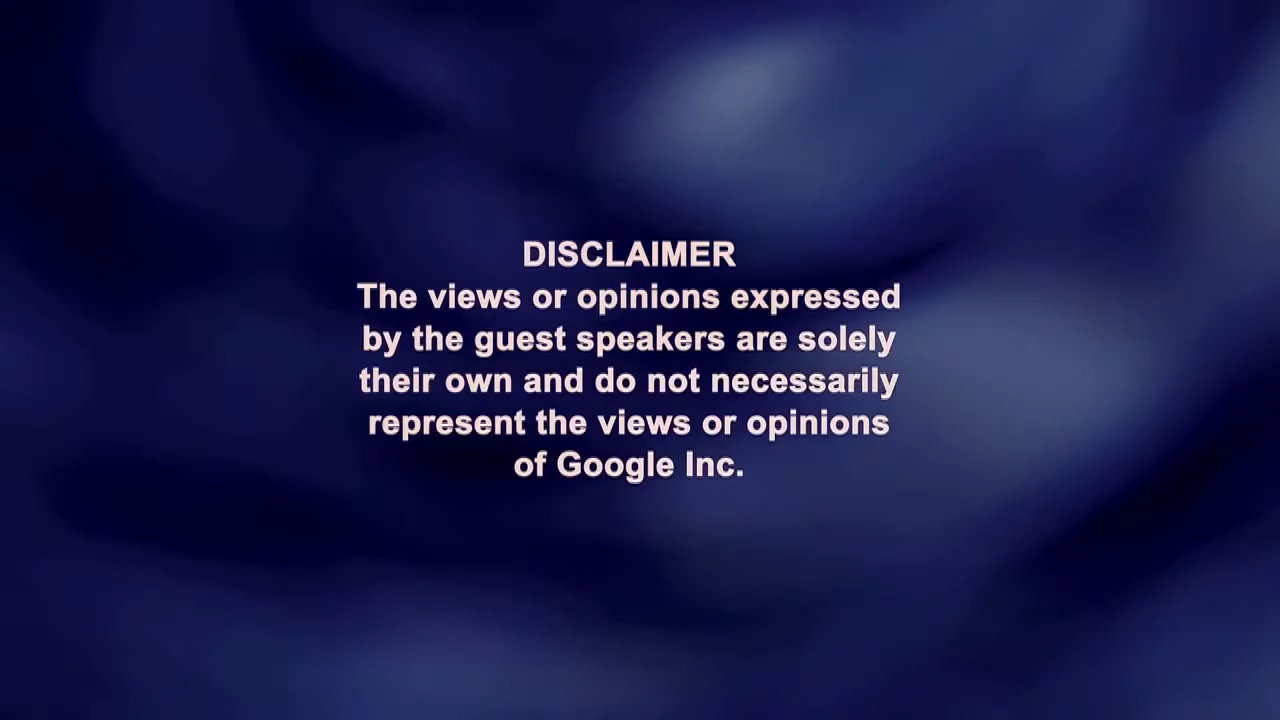 DISCLAIMER
The views or opinions expressed
by the guest speakers are solely
their own and do not necessarily
represent the views or opinions
of Google Inc.